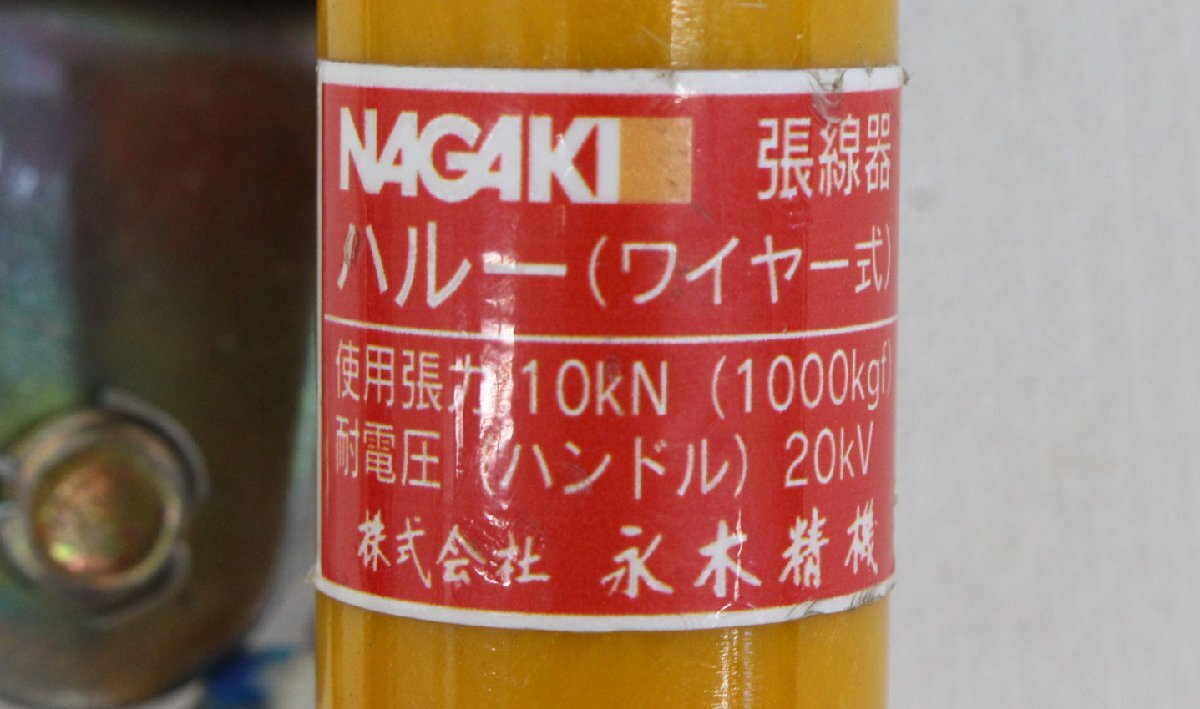 NAGAKI 張線器
ハルー(ワイヤー式)
使用張力 10kN (1000kgf)
耐電圧 (ハンドル) 20kV
株式会社 永木精機